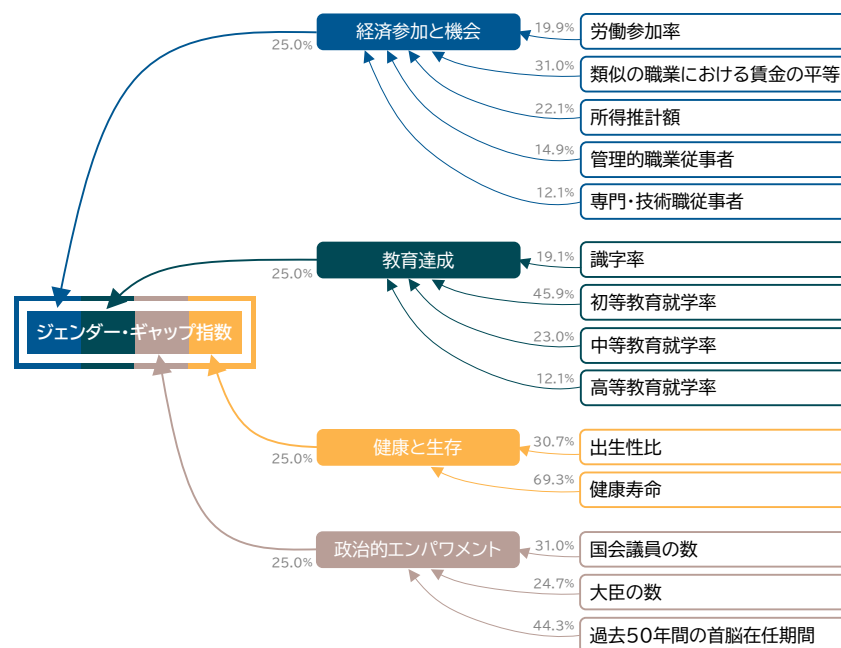 経済参加と機会
25.0%
19.9%
労働参加率
31.0%
類似の職業における賃金の平等
22.1%
所得推計額
14.9%
管理的職業従事者
12.1%
専門・技術職従事者
教育達成
25.0%
19.1%
識字率
45.9%
初等教育就学率
23.0%
中等教育就学率
12.1%
高等教育就学率
ジェンダー・ギャップ指数
健康と生存
25.0%
30.7%
出生性比
69.3%
健康寿命
政治的エンパワメント
25.0%
31.0%
国会議員の数
24.7%
大臣の数
44.3%
過去50年間の首脳在任期間